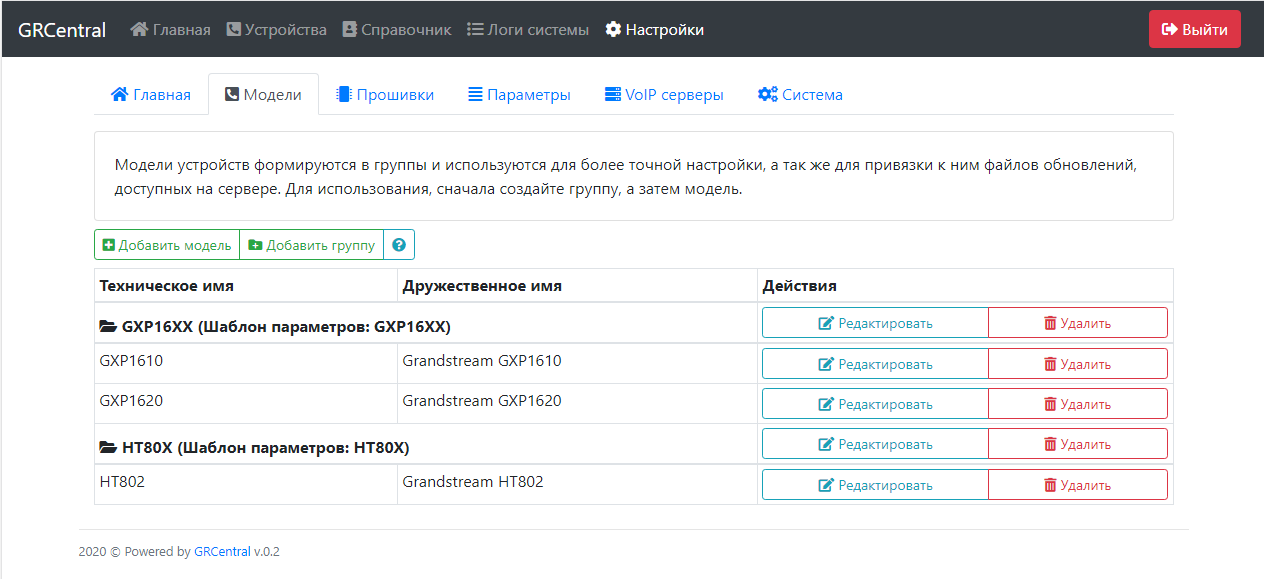 GRCentral Главная Устройства Справочник Логи системы Настройки Выйти
Главная Модели Прошивки Параметры VoIP серверы Система
Модели устройств формируются в группы и используются для более точной настройки, а так же для привязки к ним файлов обновлений,
доступных на сервере. Для использования, сначала создайте группу, а затем модель.
Добавить модель Добавить группу ?
Техническое имя Дружественное имя Действия
GXP16XX (Шаблон параметров: GXP16XX) Редактировать Удалить
GXP1610 Grandstream GXP1610 Редактировать Удалить
GXP1620 Grandstream GXP1620 Редактировать Удалить
HT80X (Шаблон параметров: HT80X) Редактировать Удалить
HT802 Grandstream HT802 Редактировать Удалить
2020 © Powered by GRCentral v.0.2